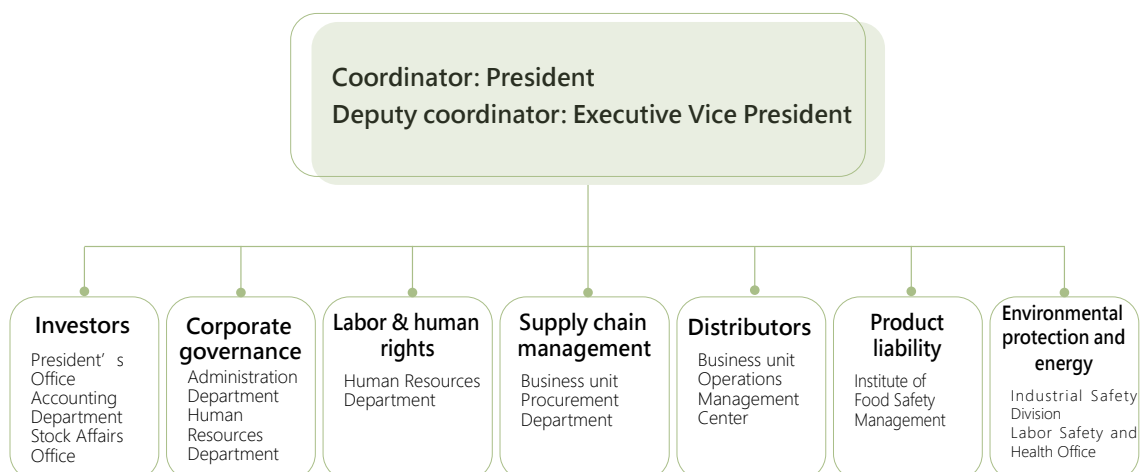 Coordinator: President
Deputy coordinator: Executive Vice President
Investors
President's
Office
Accounting
Department
Stock Affairs
Office
Corporate
governance
Administration
Department
Human
Resources
Department
Labor & human
rights
Human Resources
Department
Supply chain
management
Business unit
Procurement
Department
Distributors
Business unit
Operations
Management
Center
Product
liability
Institute of
Food Safety
Management
Environmental
protection and
energy
Industrial Safety
Division
Labor Safety and
Health Office